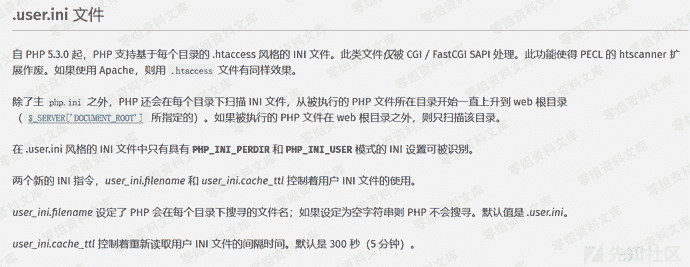 .user.ini 文件
自 PHP 5.3.0 起，PHP 支持基于每个目录的 .htaccess 风格的 INI 文件。此类文件仅被 CGI / FastCGI SAPI 处理。此功能使得 PECL 的 htscanner 扩
展作废。如果使用 Apache，则用 .htaccess 文件有同样效果。
除了主 php.ini 之外，PHP 还会在每个目录下扫描 INI 文件，从被执行的 PHP 文件所在目录开始一直上升到 web 根目录
（ $_SERVER['DOCUMENT_ROOT'] 所指定的）。如果被执行的 PHP 文件在 web 根目录之外，则只扫描该目录。
在 .user.ini 风格的 INI 文件中只有具有 PHP_INI_PERDIR 和 PHP_INI_USER 模式的 INI 设置可被识别。
两个新的 INI 指令，user_ini.filename 和 user_ini.cache_ttl 控制着用户 INI 文件的使用。
user_ini.filename 设定了 PHP 会在每个目录下搜寻的文件名；如果设定为空字符串则 PHP 不会搜寻。默认值是 .user.ini。
user_ini.cache_ttl 控制着重新读取用户 INI 文件的间隔时间。默认是 300 秒（5 分钟）。
零组资料文库
先知社区